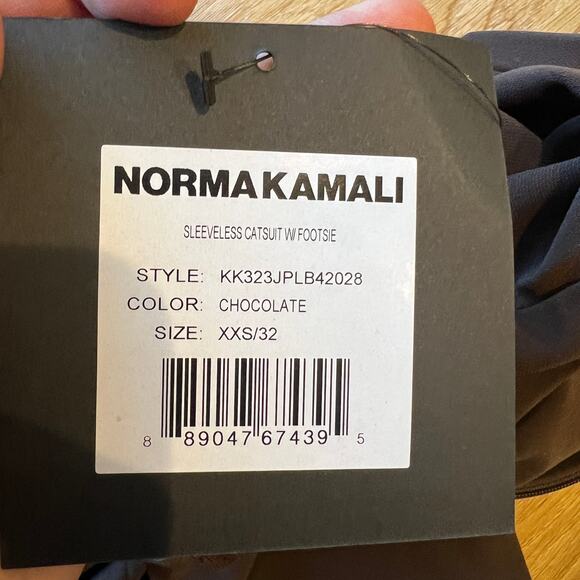 NORMA KAMALI
SLEEVELESS CATSUIT W/ FOOTSIE
STYLE: KK323JPLB42028
COLOR: CHOCOLATE
SIZE: XXS/32
8 89047 67439 5